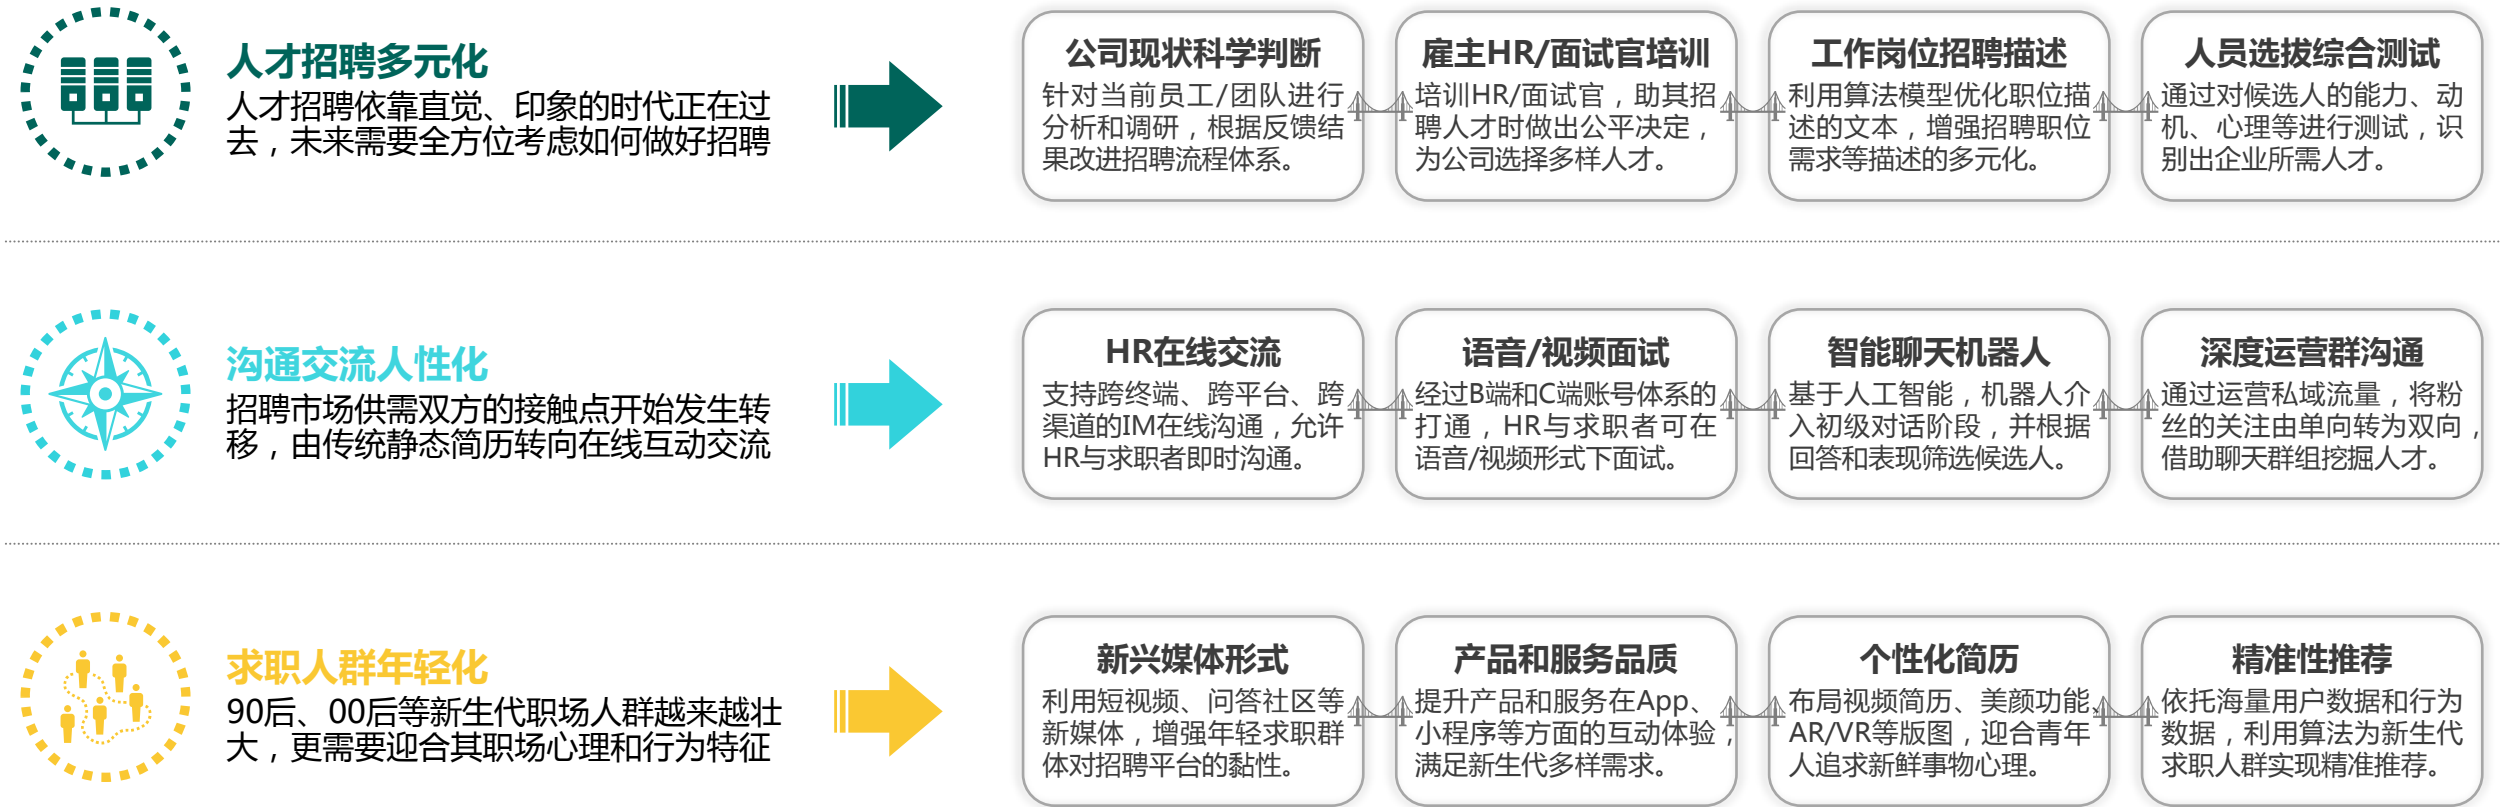 人才招聘多元化
人才招聘依靠直觉、印象的时代正在过
去，未来需要全方位考虑如何做好招聘
公司现状科学判断
针对当前员工/团队进行
分析和调研，根据反馈结
果改进招聘流程体系。
雇主HR/面试官培训
培训HR/面试官，助其招
聘人才时做出公平决定，
为公司选择多样人才。
工作岗位招聘描述
利用算法模型优化职位描
述的文本，增强招聘职位
需求等描述的多元化。
人员选拔综合测试
通过对候选人的能力、动
机、心理等进行测试，识
别出企业所需人才。
沟通交流人性化
招聘市场供需双方的接触点开始发生转
移，由传统静态简历转向在线互动交流
HR在线交流
支持跨终端、跨平台、跨
渠道的IM在线沟通，允许
HR与求职者即时沟通。
语音/视频面试
经过B端和C端账号体系的
打通，HR与求职者可在
语音/视频形式下面试。
智能聊天机器人
基于人工智能，机器人介
入初级对话阶段，并根据
回答和表现筛选候选人。
深度运营群沟通
通过运营私域流量，将粉
丝的关注由单向转为双向，
借助聊天群组挖掘人才。
求职人群年轻化
90后、00后等新生代职场人群越来越壮
大，更需要迎合其职场心理和行为特征
新兴媒体形式
利用短视频、问答社区等
新媒体，增强年轻求职群
体对招聘平台的黏性。
产品和服务品质
提升产品和服务在App、
小程序等方面的互动体验，
满足新生代多样需求。
个性化简历
布局视频简历、美颜功能、
AR/VR等版图，迎合青年
人追求新鲜事物心理。
精准性推荐
依托海量用户数据和行为
数据，利用算法为新生代
求职人群实现精准推荐。